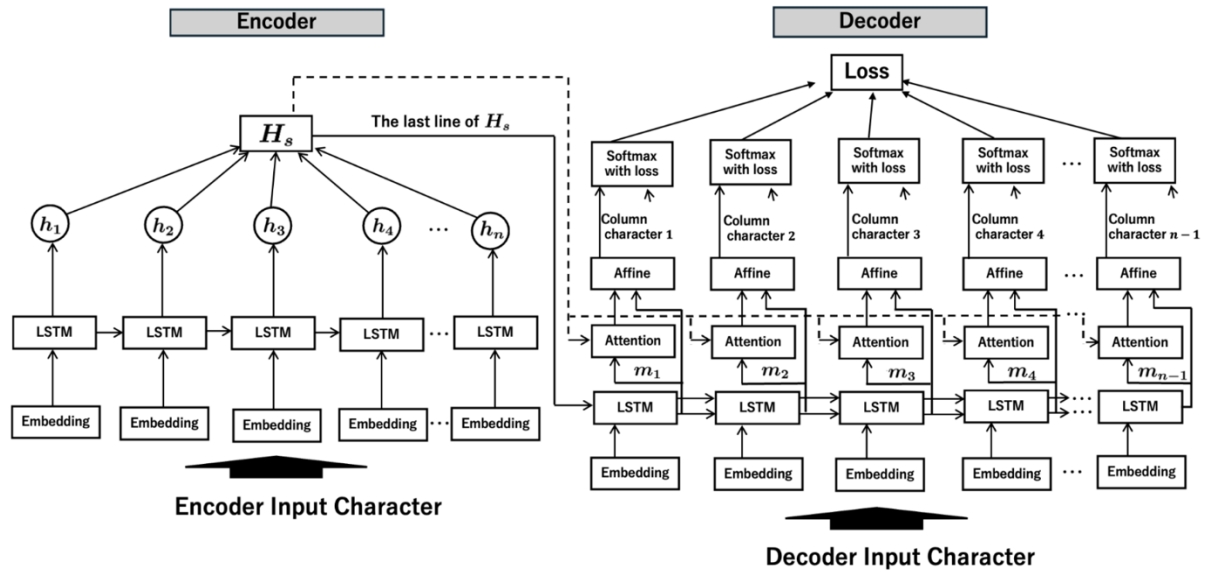 Encoder
Decoder
Loss
The last line of H_s
H_s
Softmax with loss
Softmax with loss
Softmax with loss
Softmax with loss
...
Softmax with loss
h_1
h_2
h_3
h_4
...
h_n
Column character 1
Column character 2
Column character 3
Column character 4
Column character n-1
Affine
Affine
Affine
Affine
...
Affine
LSTM
LSTM
LSTM
LSTM
...
LSTM
Attention
Attention
Attention
Attention
...
Attention
m_1
m_2
m_3
m_4
m_{n-1}
LSTM
LSTM
LSTM
LSTM
...
...
LSTM
Embedding
Embedding
Embedding
Embedding
...
Embedding
Embedding
Embedding
Embedding
Embedding
...
Embedding
Encoder Input Character
Decoder Input Character